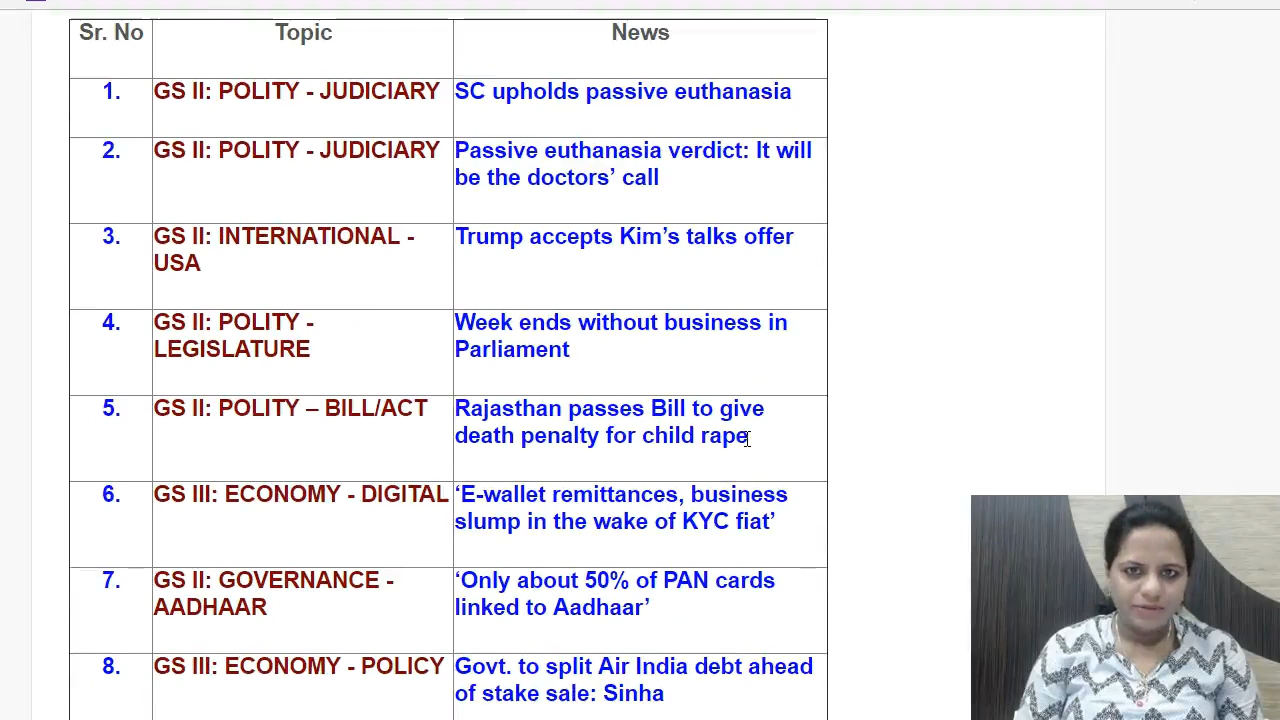 Sr. No Topic News
1. GS II: POLITY - JUDICIARY SC upholds passive euthanasia
2. GS II: POLITY - JUDICIARY Passive euthanasia verdict: It will
be the doctors’ call
3. GS II: INTERNATIONAL - Trump accepts Kim’s talks offer
USA
4. GS II: POLITY - Week ends without business in
LEGISLATURE Parliament
5. GS II: POLITY – BILL/ACT Rajasthan passes Bill to give
death penalty for child rape
6. GS III: ECONOMY - DIGITAL ‘E-wallet remittances, business
slump in the wake of KYC fiat’
7. GS II: GOVERNANCE - ‘Only about 50% of PAN cards
AADHAAR linked to Aadhaar’
8. GS III: ECONOMY - POLICY Govt. to split Air India debt ahead
of stake sale: Sinha